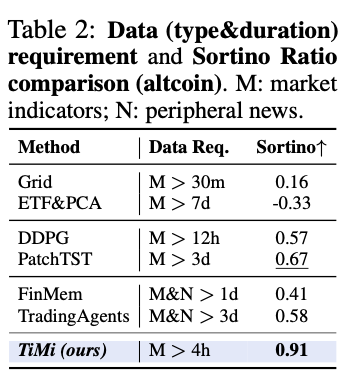 Table 2: Data (type&duration)
requirement and Sortino Ratio
comparison (altcoin). M: market
indicators; N: peripheral news.
Method Data Req. Sortino↑
Grid M > 30m 0.16
ETF&PCA M > 7d -0.33
DDPG M > 12h 0.57
PatchTST M > 3d 0.67
FinMem M&N > 1d 0.41
TradingAgents M&N > 3d 0.58
TiMi (ours) M > 4h 0.91